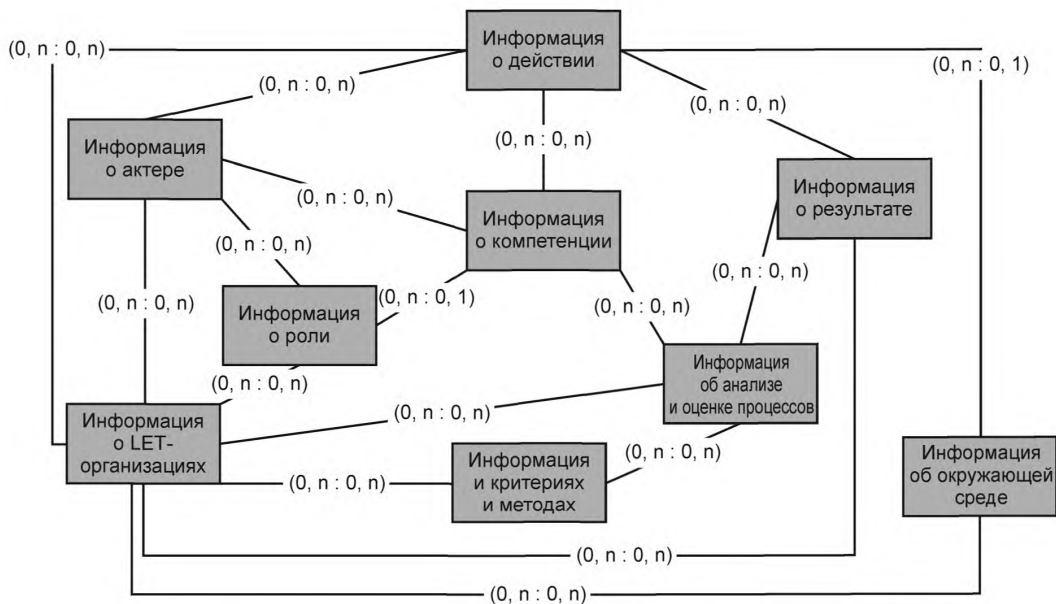 Информация
о действии
(0, n : 0, n)
(0, n : 0, 1)
(0, n : 0, n)
(0, n : 0, n)
Информация
о актере
(0, n : 0, n)
Информация
о результате
(0, n : 0, n)
Информация
о компетенции
(0, n : 0, n)
(0, n : 0, n)
(0, n : 0, n)
(0, n : 0, 1)
(0, n : 0, n)
Информация
о роли
Информация
об анализе
и оценке процессов
(0, n : 0, n)
(0, n : 0, n)
Информация
о LET-
организациях
(0, n : 0, n)
Информация
и критериях
и методах
(0, n : 0, n)
Информация
об окружающей
среде
(0, n : 0, n)
(0, n : 0, n)